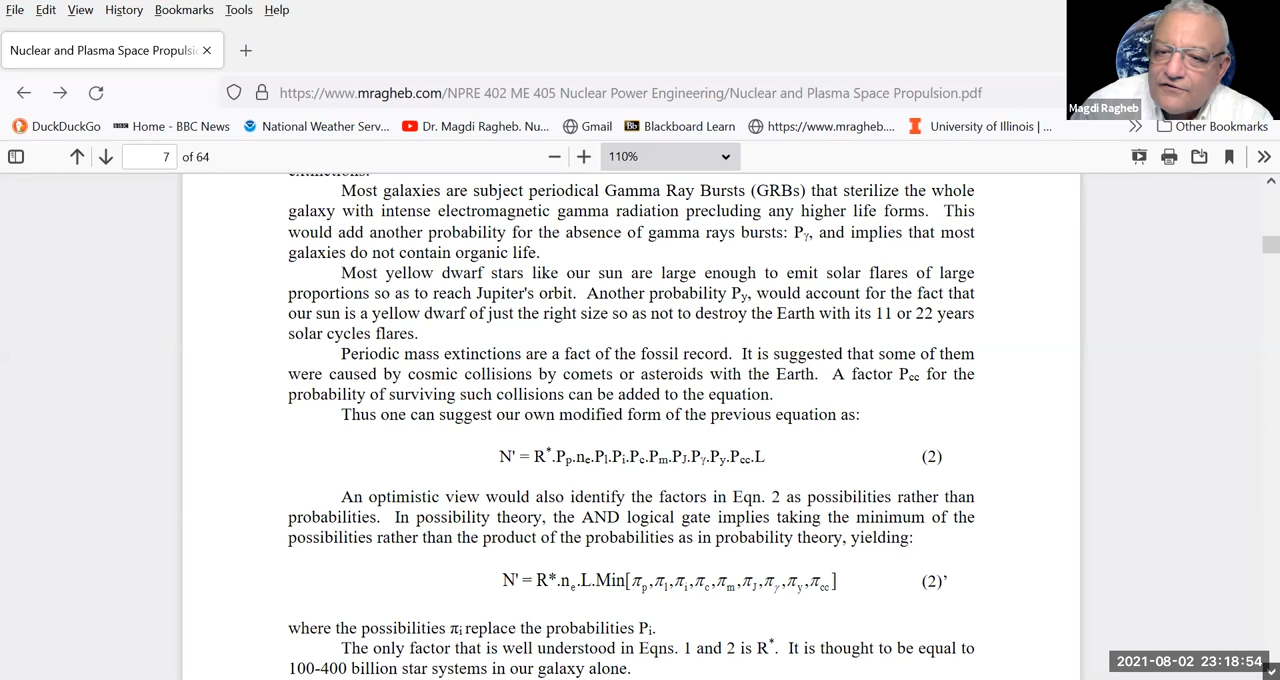 File Edit View History Bookmarks Tools Help
Nuclear and Plasma Space Propulsi
https://www.mragheb.com/NPRE 402 ME 405 Nuclear Power Engineering/Nuclear and Plasma Space Propulsion.pdf
Magdi Ragheb
DuckDuckGo BBC Home - BBC News National Weather Serv... Dr. Magdi Ragheb. Nu... Gmail Bb Blackboard Learn https://www.mragheb.... University of Illinois |... Other Bookmarks
7 of 64 110%
extinctions.
Most galaxies are subject periodical Gamma Ray Bursts (GRBs) that sterilize the whole
galaxy with intense electromagnetic gamma radiation precluding any higher life forms. This
would add another probability for the absence of gamma rays bursts: Pγ, and implies that most
galaxies do not contain organic life.
Most yellow dwarf stars like our sun are large enough to emit solar flares of large
proportions so as to reach Jupiter's orbit. Another probability Py, would account for the fact that
our sun is a yellow dwarf of just the right size so as not to destroy the Earth with its 11 or 22 years
solar cycles flares.
Periodic mass extinctions are a fact of the fossil record. It is suggested that some of them
were caused by cosmic collisions by comets or asteroids with the Earth. A factor Pcc for the
probability of surviving such collisions can be added to the equation.
Thus one can suggest our own modified form of the previous equation as:
N' = R*.Pp.ne.Pl.Pi.Pc.Pm.PJ.Pγ.Py.Pcc.L (2)
An optimistic view would also identify the factors in Eqn. 2 as possibilities rather than
probabilities. In possibility theory, the AND logical gate implies taking the minimum of the
possibilities rather than the product of the probabilities as in probability theory, yielding:
N' = R*.ne.L.Min[πp,πl,πi,πc,πm,πJ,πγ,πy,πcc] (2)’
where the possibilities πi replace the probabilities Pi.
The only factor that is well understood in Eqns. 1 and 2 is R*. It is thought to be equal to
100-400 billion star systems in our galaxy alone.
2021-08-02 23:18:54